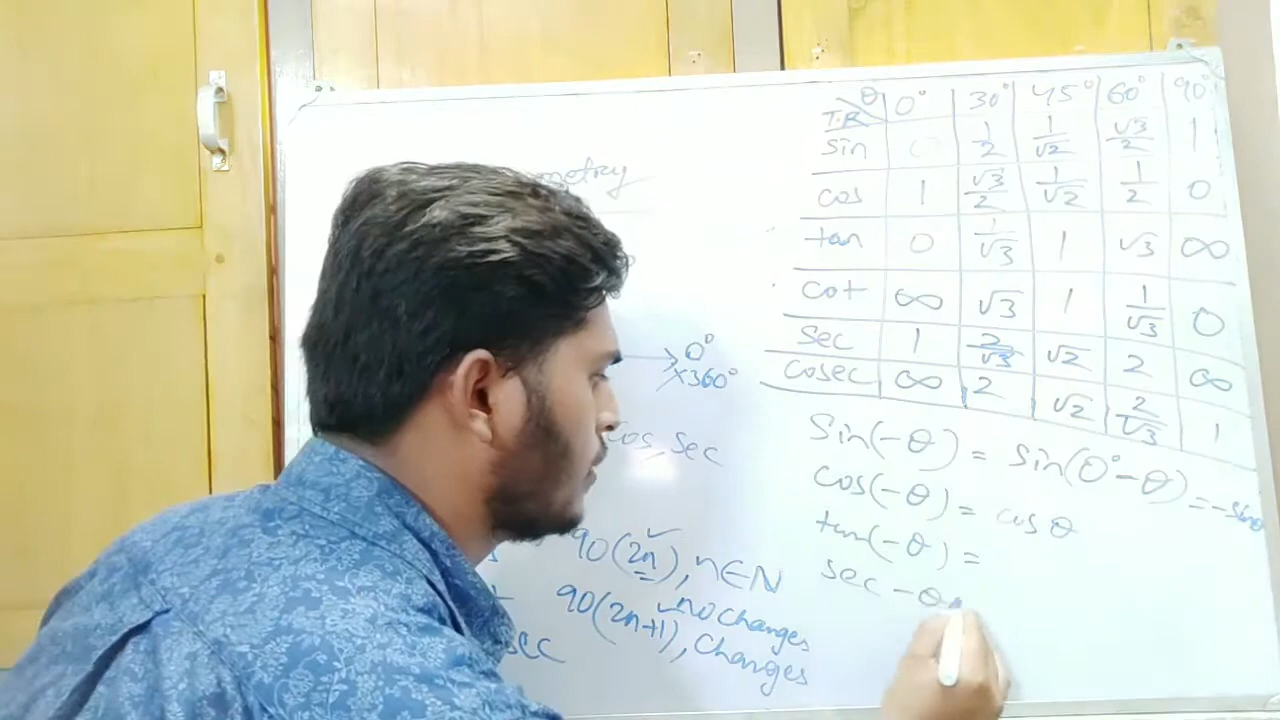 ometry
0°
360°
cos, sec
90(2n), n∈N
no changes
90(2n+1), changes
sec
θ 0° 30° 45° 60° 90°
T.R
sin 0 1/2 1/√2 √3/2 1
cos 1 √3/2 1/√2 1/2 0
tan 0 1/√3 1 √3 ∞
cot ∞ √3 1 1/√3 0
sec 1 2/√3 √2 2 ∞
cosec ∞ 2 √2 2/√3 1
Sin(-θ) = sin(0°-θ) = -sinθ
cos(-θ) = cos θ
tan(-θ) =
sec -θ